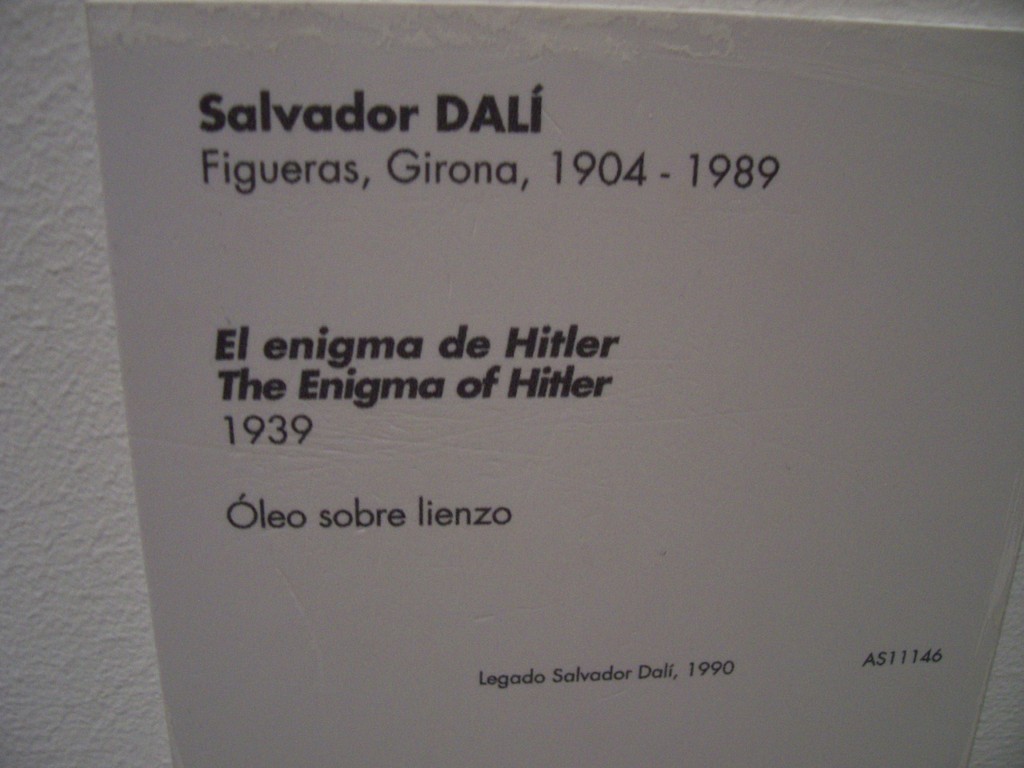 Salvador DALÍ
Figueras, Girona, 1904 - 1989
El enigma de Hitler
The Enigma of Hitler
1939
Óleo sobre lienzo
Legado Salvador Dalí, 1990
AS11146